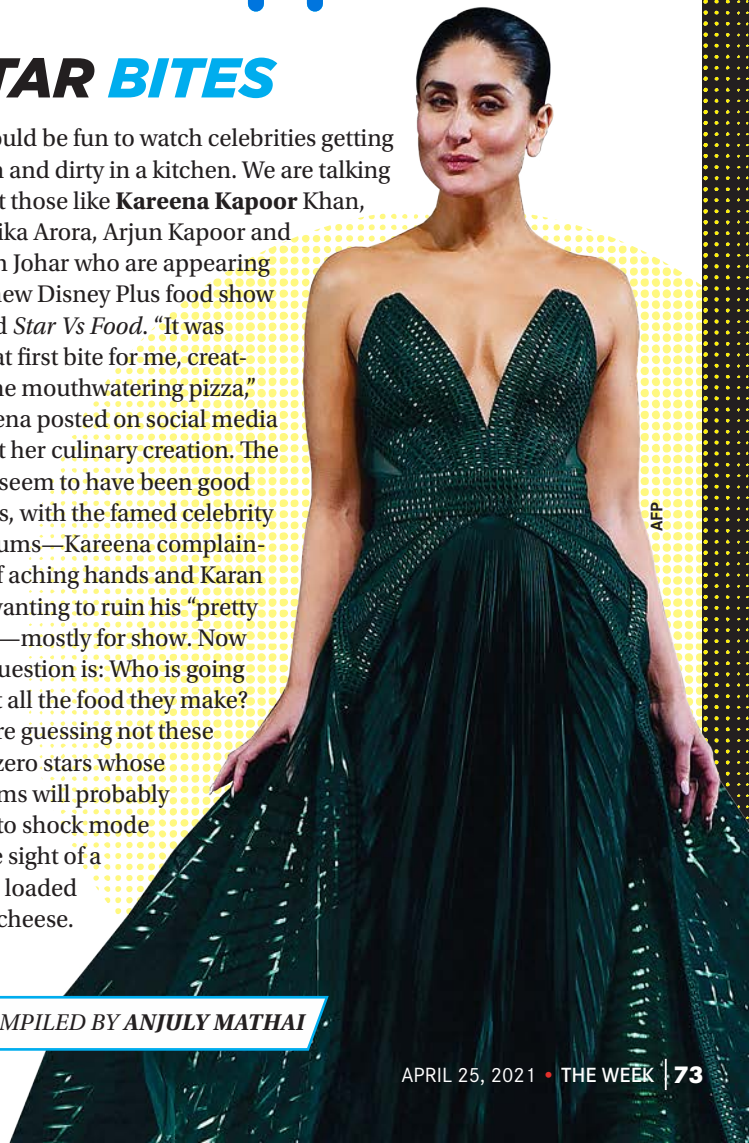 TAR BITES
ould be fun to watch celebrities getting
n and dirty in a kitchen. We are talking
t those like Kareena Kapoor Khan,
ika Arora, Arjun Kapoor and
n Johar who are appearing
new Disney Plus food show
d Star Vs Food. “It was
at first bite for me, creat-
he mouthwatering pizza,”
ena posted on social media
t her culinary creation. The
seem to have been good
s, with the famed celebrity
ums—Kareena complain-
f aching hands and Karan
vanting to ruin his “pretty
—mostly for show. Now
uestion is: Who is going
t all the food they make?
re guessing not these
zero stars whose
ms will probably
to shock mode
e sight of a
loaded
cheese.
AFP
MPILED BY ANJULY MATHAI
APRIL 25, 2021 • THE WEEK | 73